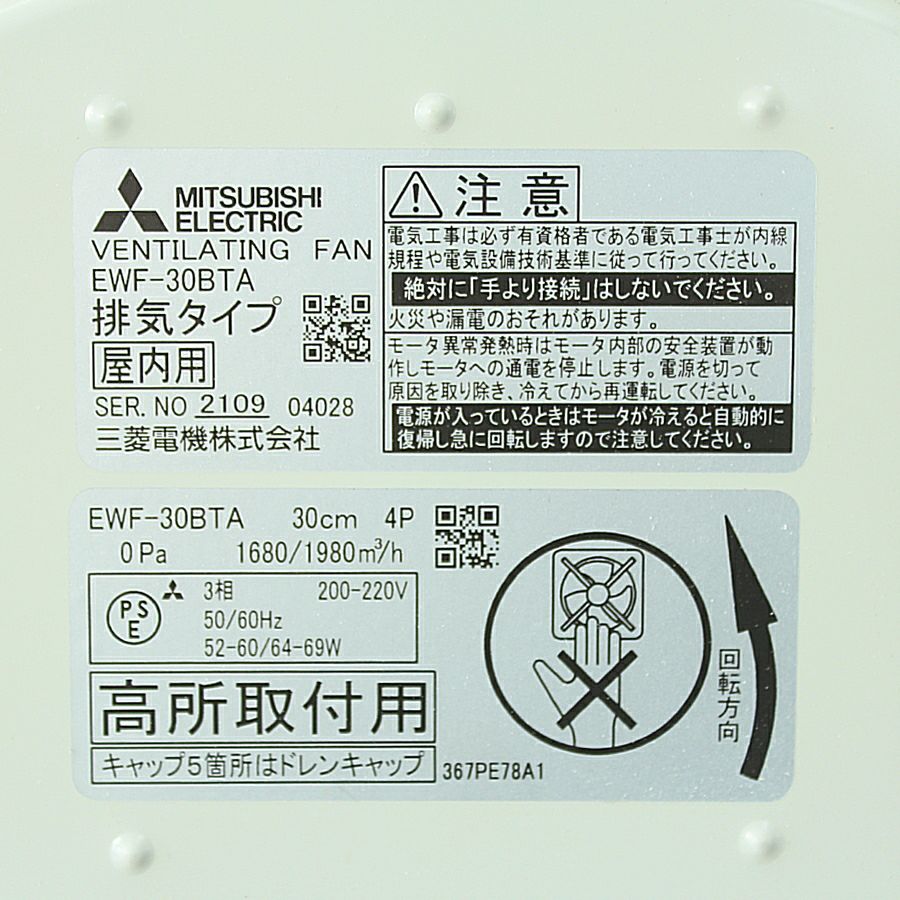 MITSUBISHI
ELECTRIC
VENTILATING FAN
EWF-30BTA
排気タイプ
屋内用
SER. NO 2109 04028
三菱電機株式会社
注意
電気工事は必ず有資格者である電気工事士が内線
規程や電気設備技術基準に従って行ってください。
絶対に「手より接続」はしないでください。
火災や漏電のおそれがあります。
モータ異常発熱時はモータ内部の安全装置が動
作しモータへの通電を停止します。電源を切って
原因を取り除き、冷えてから再運転してください。
電源が入っているときはモータが冷えると自動的に
復帰し急に回転しますので注意してください。
EWF-30BTA 30cm 4P
0 Pa 1680/1980m³/h
PSE
3相 200-220V
50/60Hz
52-60/64-69W
高所取付用
キャップ5箇所はドレンキャップ
367PE78A1
回転方向